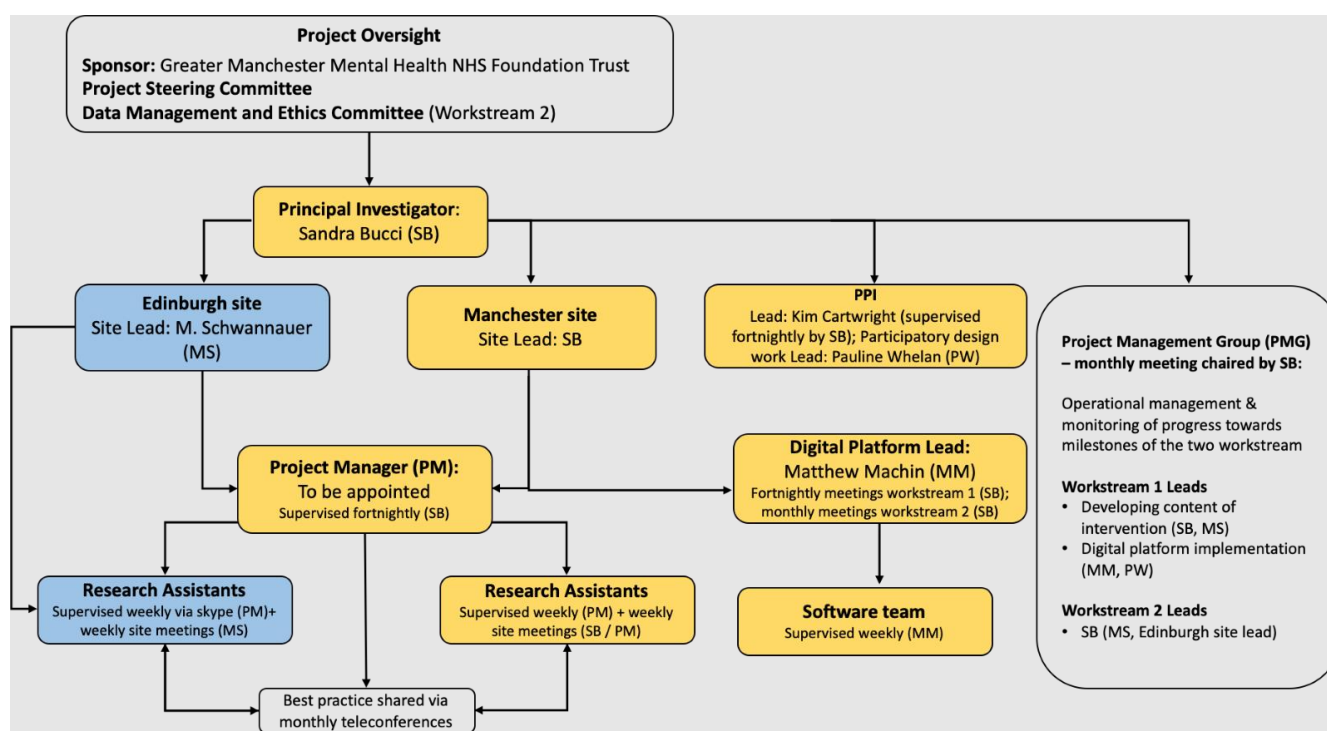 Project Oversight
Sponsor: Greater Manchester Mental Health NHS Foundation Trust
Project Steering Committee
Data Management and Ethics Committee (Workstream 2)
Principal Investigator:
Sandra Bucci (SB)
Edinburgh site
Site Lead: M. Schwannauer
(MS)
Manchester site
Site Lead: SB
PPI
Lead: Kim Cartwright (supervised
fortnightly by SB); Participatory design
work Lead: Pauline Whelan (PW)
Project Management Group (PMG)
– monthly meeting chaired by SB:
Operational management &
monitoring of progress towards
milestones of the two workstream
Workstream 1 Leads
• Developing content of
intervention (SB, MS)
• Digital platform implementation
(MM, PW)
Workstream 2 Leads
• SB (MS, Edinburgh site lead)
Project Manager (PM):
To be appointed
Supervised fortnightly (SB)
Digital Platform Lead:
Matthew Machin (MM)
Fortnightly meetings workstream 1 (SB);
monthly meetings workstream 2 (SB)
Research Assistants
Supervised weekly via skype (PM)+
weekly site meetings (MS)
Research Assistants
Supervised weekly (PM) + weekly
site meetings (SB / PM)
Software team
Supervised weekly (MM)
Best practice shared via
monthly teleconferences